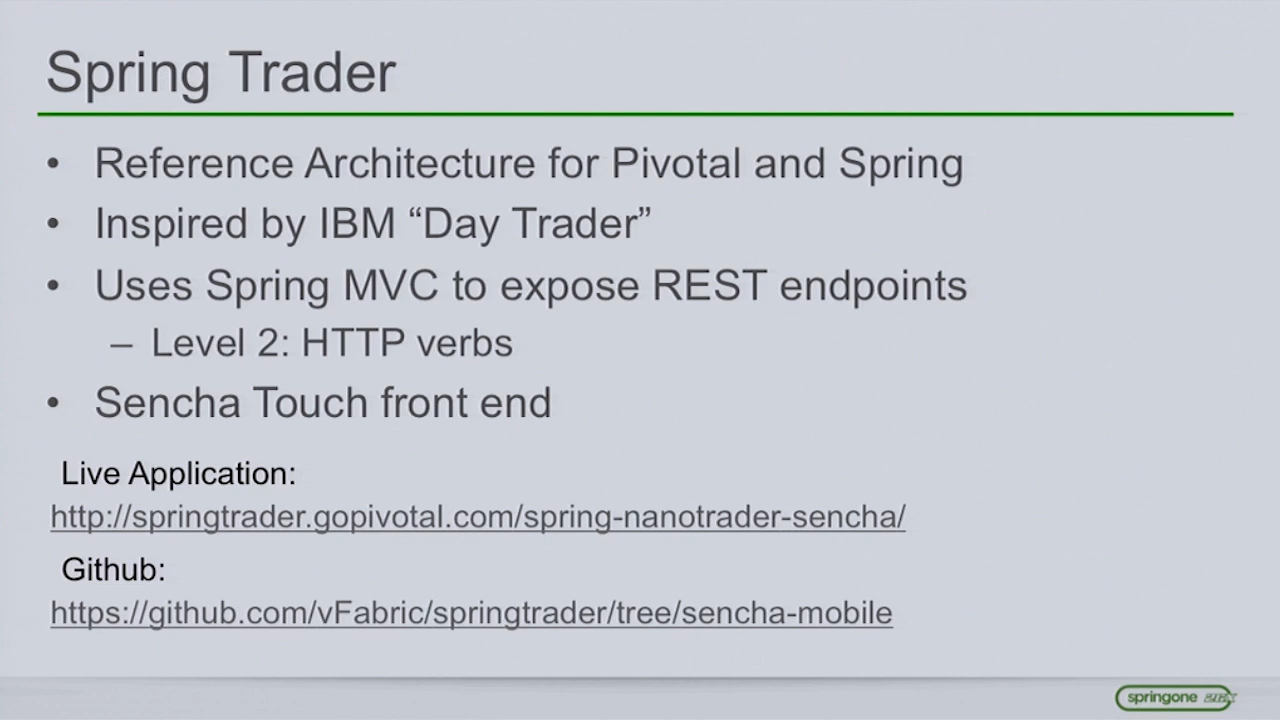 Spring Trader
• Reference Architecture for Pivotal and Spring
• Inspired by IBM “Day Trader”
• Uses Spring MVC to expose REST endpoints
– Level 2: HTTP verbs
• Sencha Touch front end
Live Application:
http://springtrader.gopivotal.com/spring-nanotrader-sencha/
Github:
https://github.com/vFabric/springtrader/tree/sencha-mobile
springone 2GX